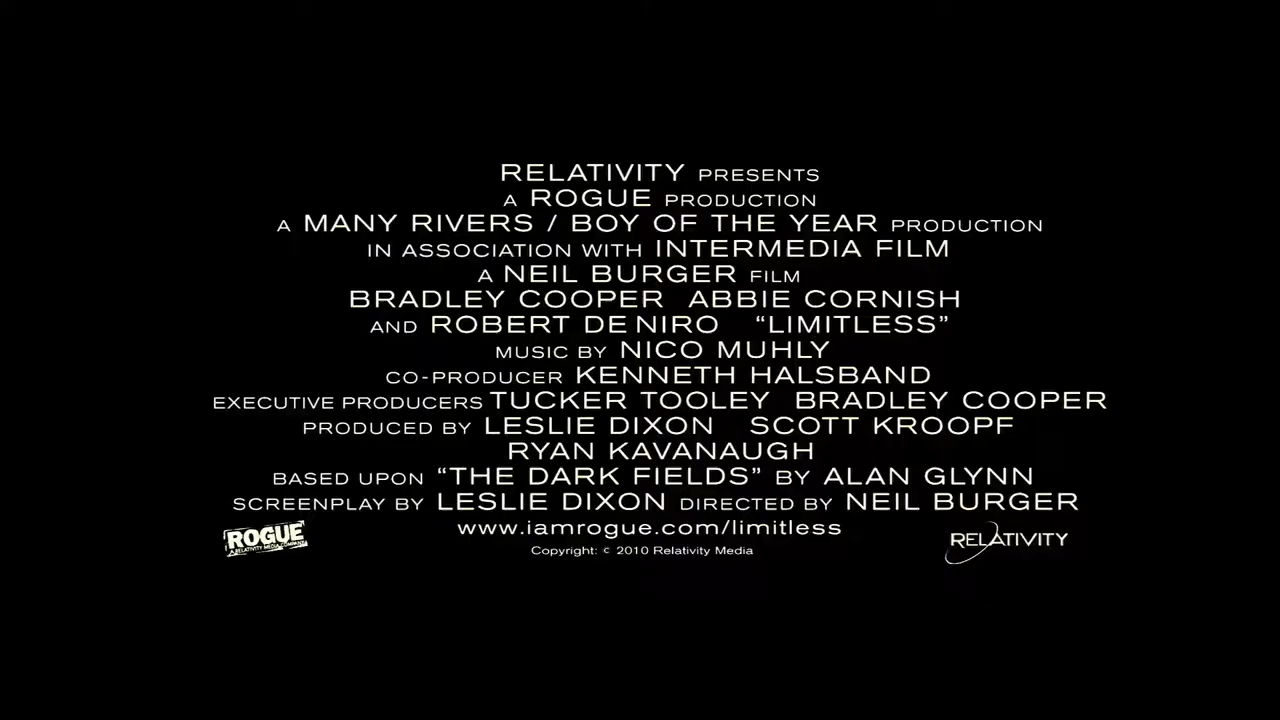 RELATIVITY PRESENTS
A ROGUE PRODUCTION
A MANY RIVERS / BOY OF THE YEAR PRODUCTION
IN ASSOCIATION WITH INTERMEDIA FILM
A NEIL BURGER FILM
BRADLEY COOPER ABBIE CORNISH
AND ROBERT DE NIRO “LIMITLESS”
MUSIC BY NICO MUHLY
CO-PRODUCER KENNETH HALSBAND
EXECUTIVE PRODUCERS TUCKER TOOLEY BRADLEY COOPER
PRODUCED BY LESLIE DIXON SCOTT KROOPF
RYAN KAVANAUGH
BASED UPON “THE DARK FIELDS” BY ALAN GLYNN
SCREENPLAY BY LESLIE DIXON DIRECTED BY NEIL BURGER
www.iamrogue.com/limitless
Copyright: © 2010 Relativity Media
ROGUE
A RELATIVITY MEDIA COMPANY
RELATIVITY